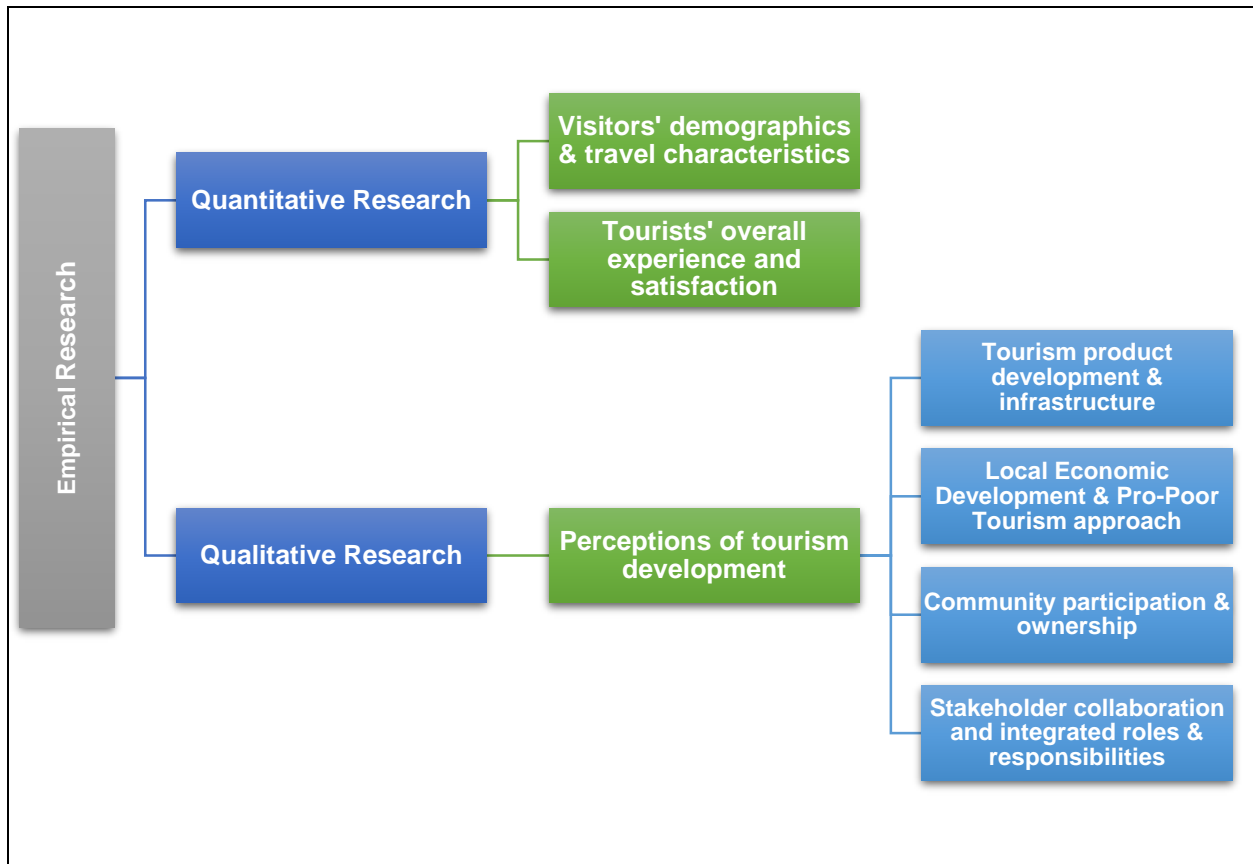 Empirical Research
Quantitative Research
Visitors' demographics
& travel characteristics
Tourists' overall
experience and
satisfaction
Qualitative Research
Perceptions of tourism
development
Tourism product
development &
infrastructure
Local Economic
Development & Pro-Poor
Tourism approach
Community participation &
ownership
Stakeholder collaboration
and integrated roles &
responsibilities